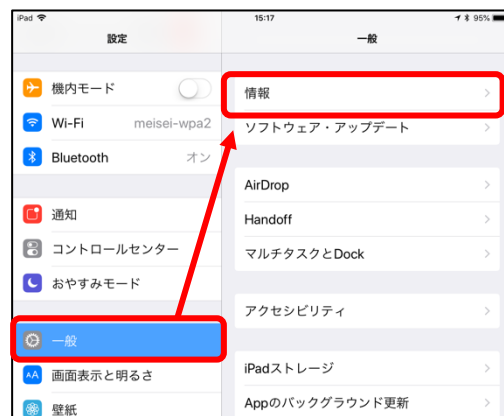 iPad 15:17 95%
設定
一般
機内モード
Wi-Fi meisei-wpa2
Bluetooth オン
通知
コントロールセンター
おやすみモード
一般
画面表示と明るさ
壁紙
情報
ソフトウェア・アップデート
AirDrop
Handoff
マルチタスクとDock
アクセシビリティ
iPadストレージ
Appのバックグラウンド更新